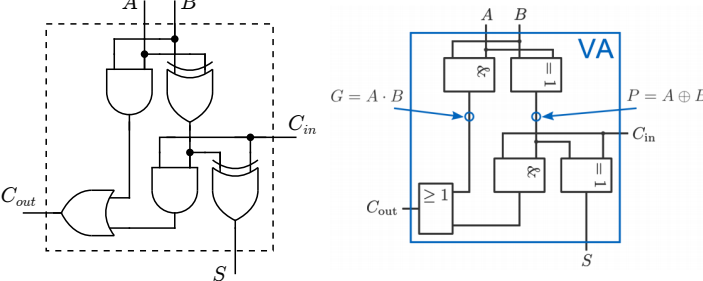 A B
C_in
C_out
S
A B
VA
&
=1
G = A · B
P = A ⊕ B
C_in
&
=1
≥ 1
C_out
S